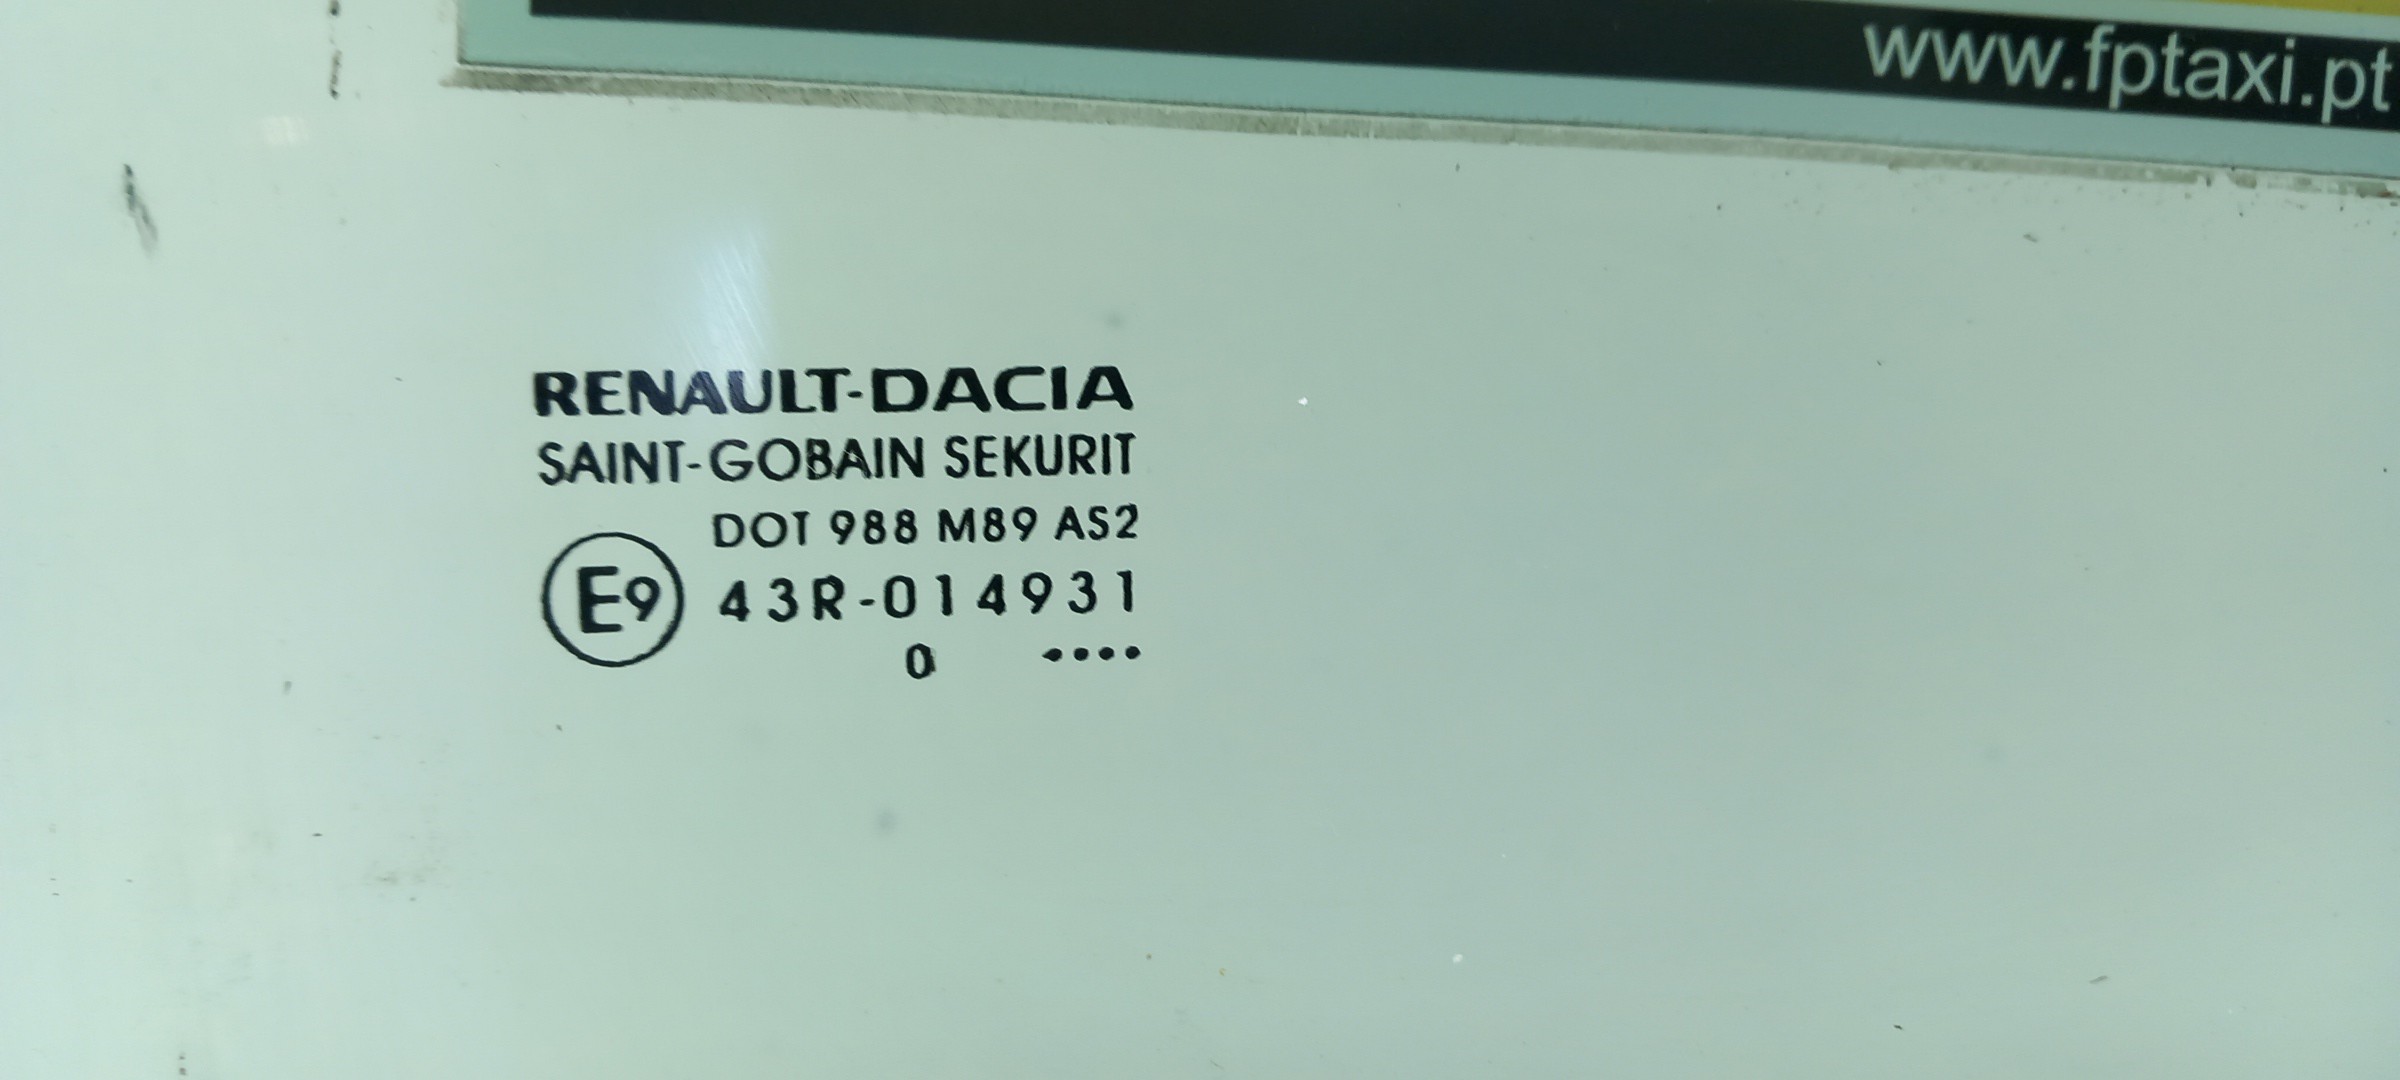 www.fptaxi.pt
RENAULT-DACIA
SAINT-GOBAIN SEKURIT
DOT 988 M89 AS2
E9 43R-014931
0 ....